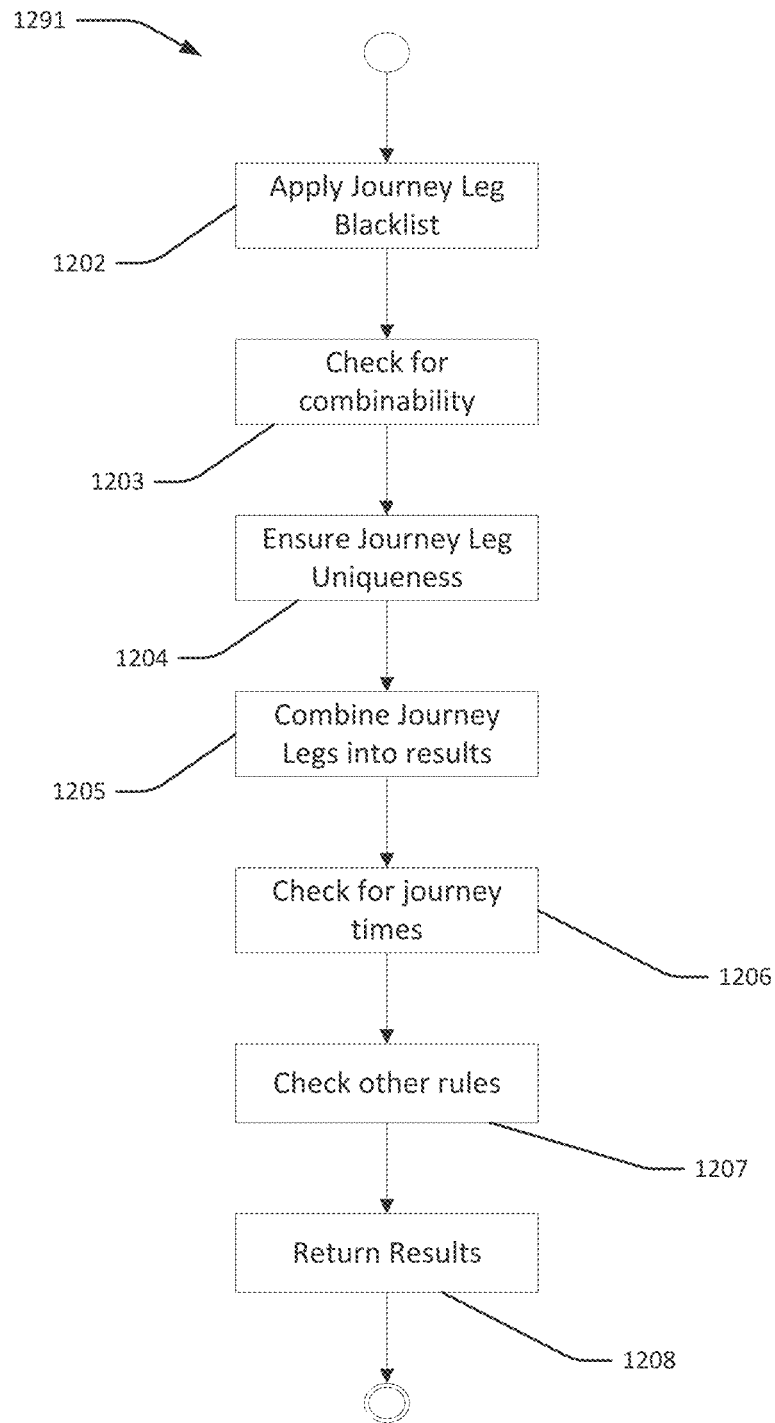 1291
Apply Journey Leg
Blacklist
1202
Check for
combinability
1203
Ensure Journey Leg
Uniqueness
1204
Combine Journey
Legs into results
1205
Check for journey
times
1206
Check other rules
1207
Return Results
1208